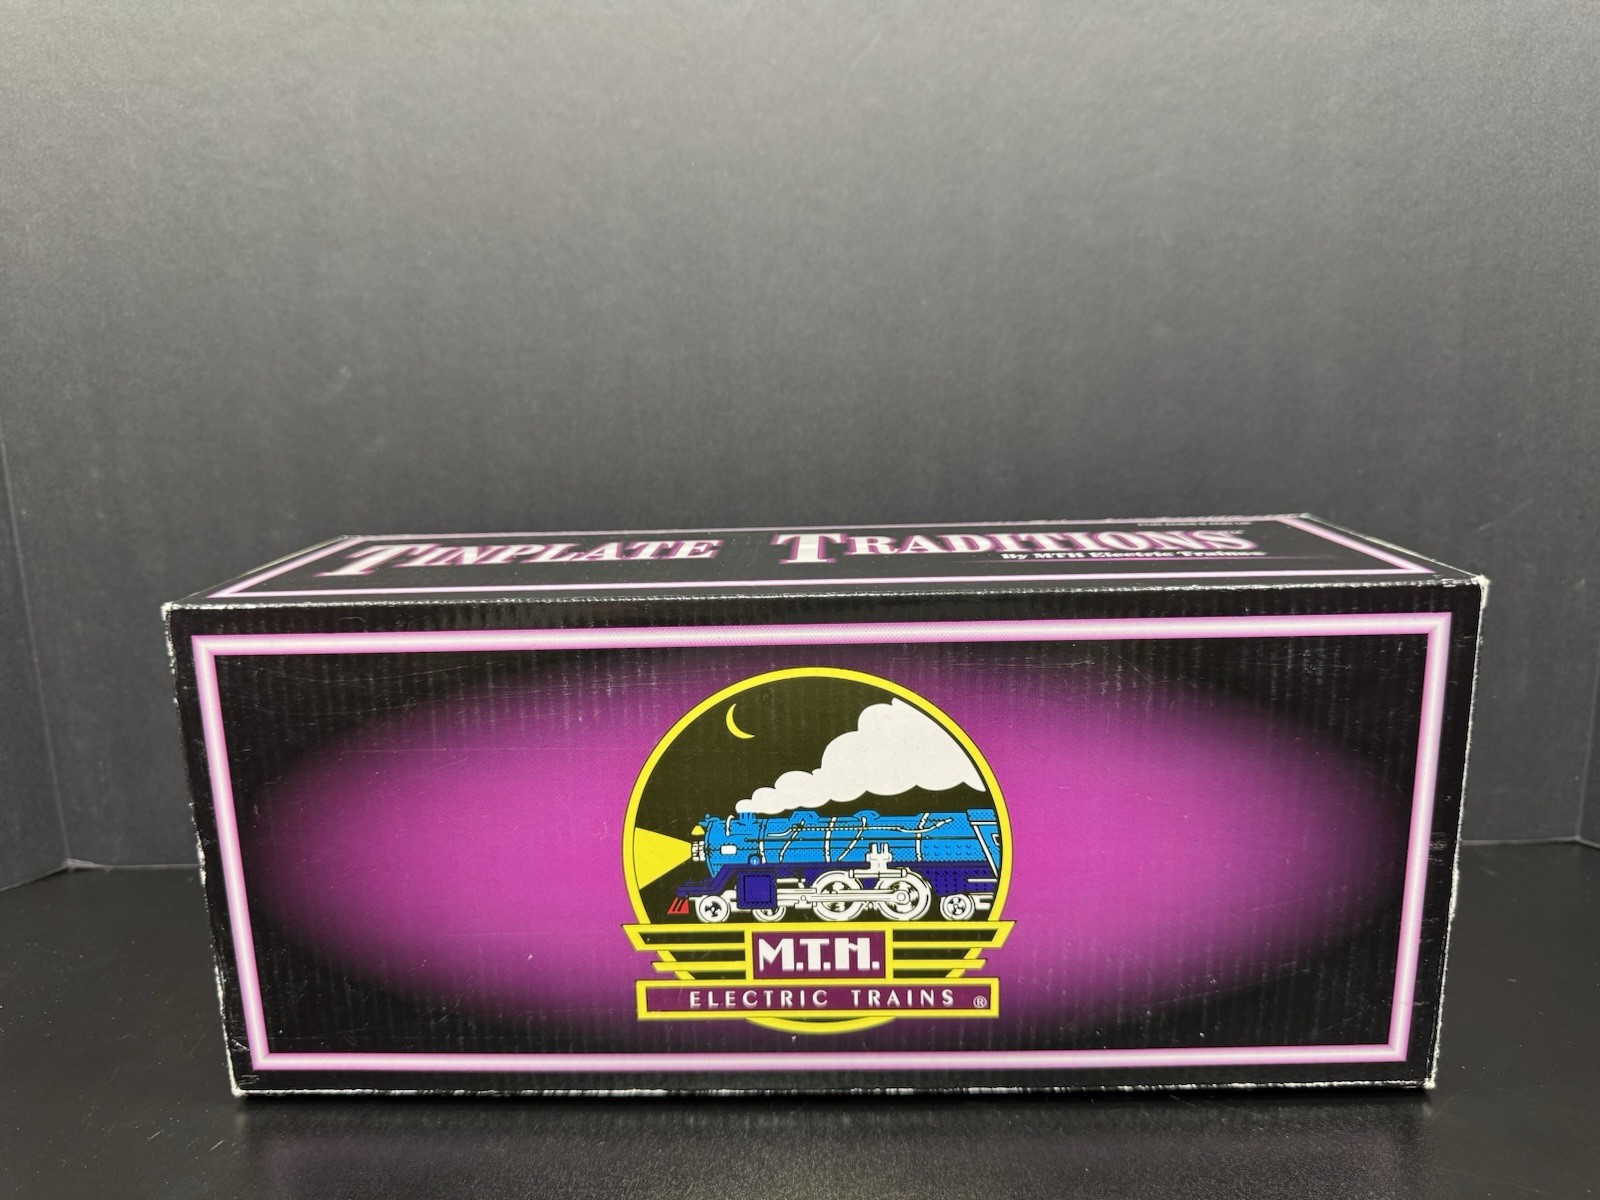 TINPLATE TRADITIONS
By MTH Electric Trains
M.T.H.
ELECTRIC TRAINS ®